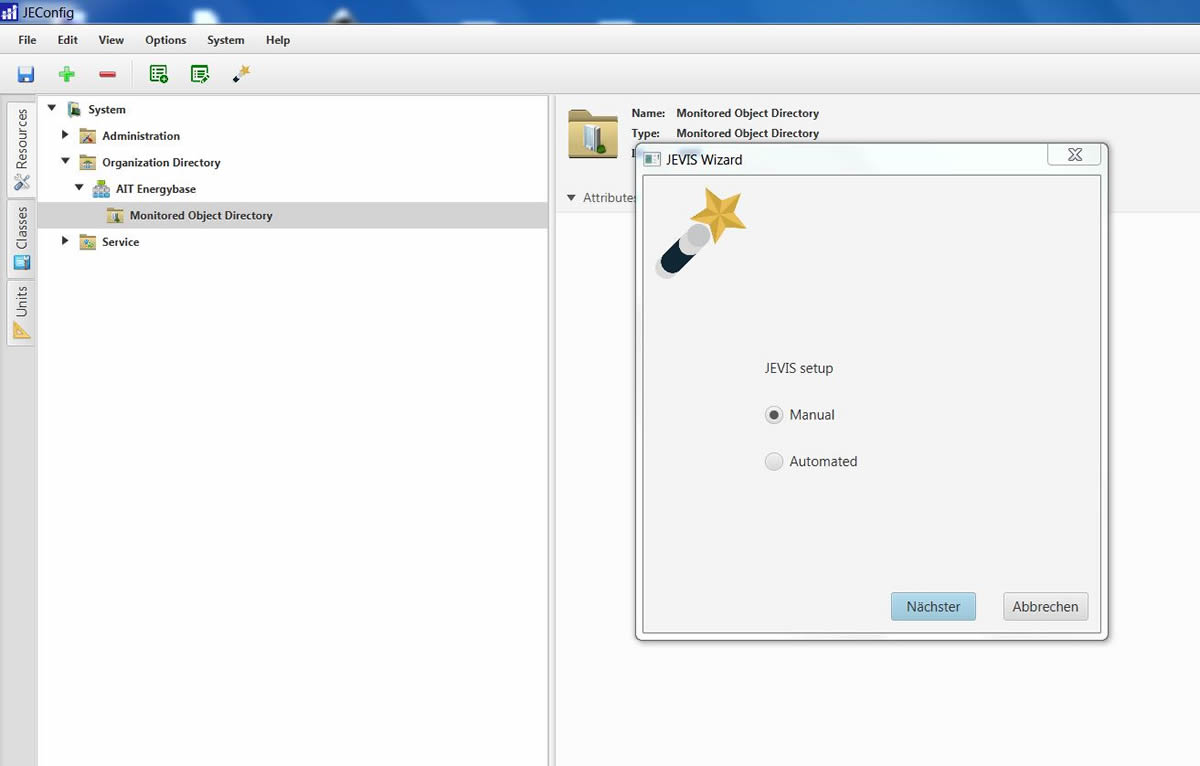 JEConfig
File Edit View Options System Help
Resources
Classes
Units
System
Administration
Organization Directory
AIT Energybase
Monitored Object Directory
Service
Name: Monitored Object Directory
Type: Monitored Object Directory
Attributes
JEVIS Wizard
JEVIS setup
Manual
Automated
Nächster Abbrechen